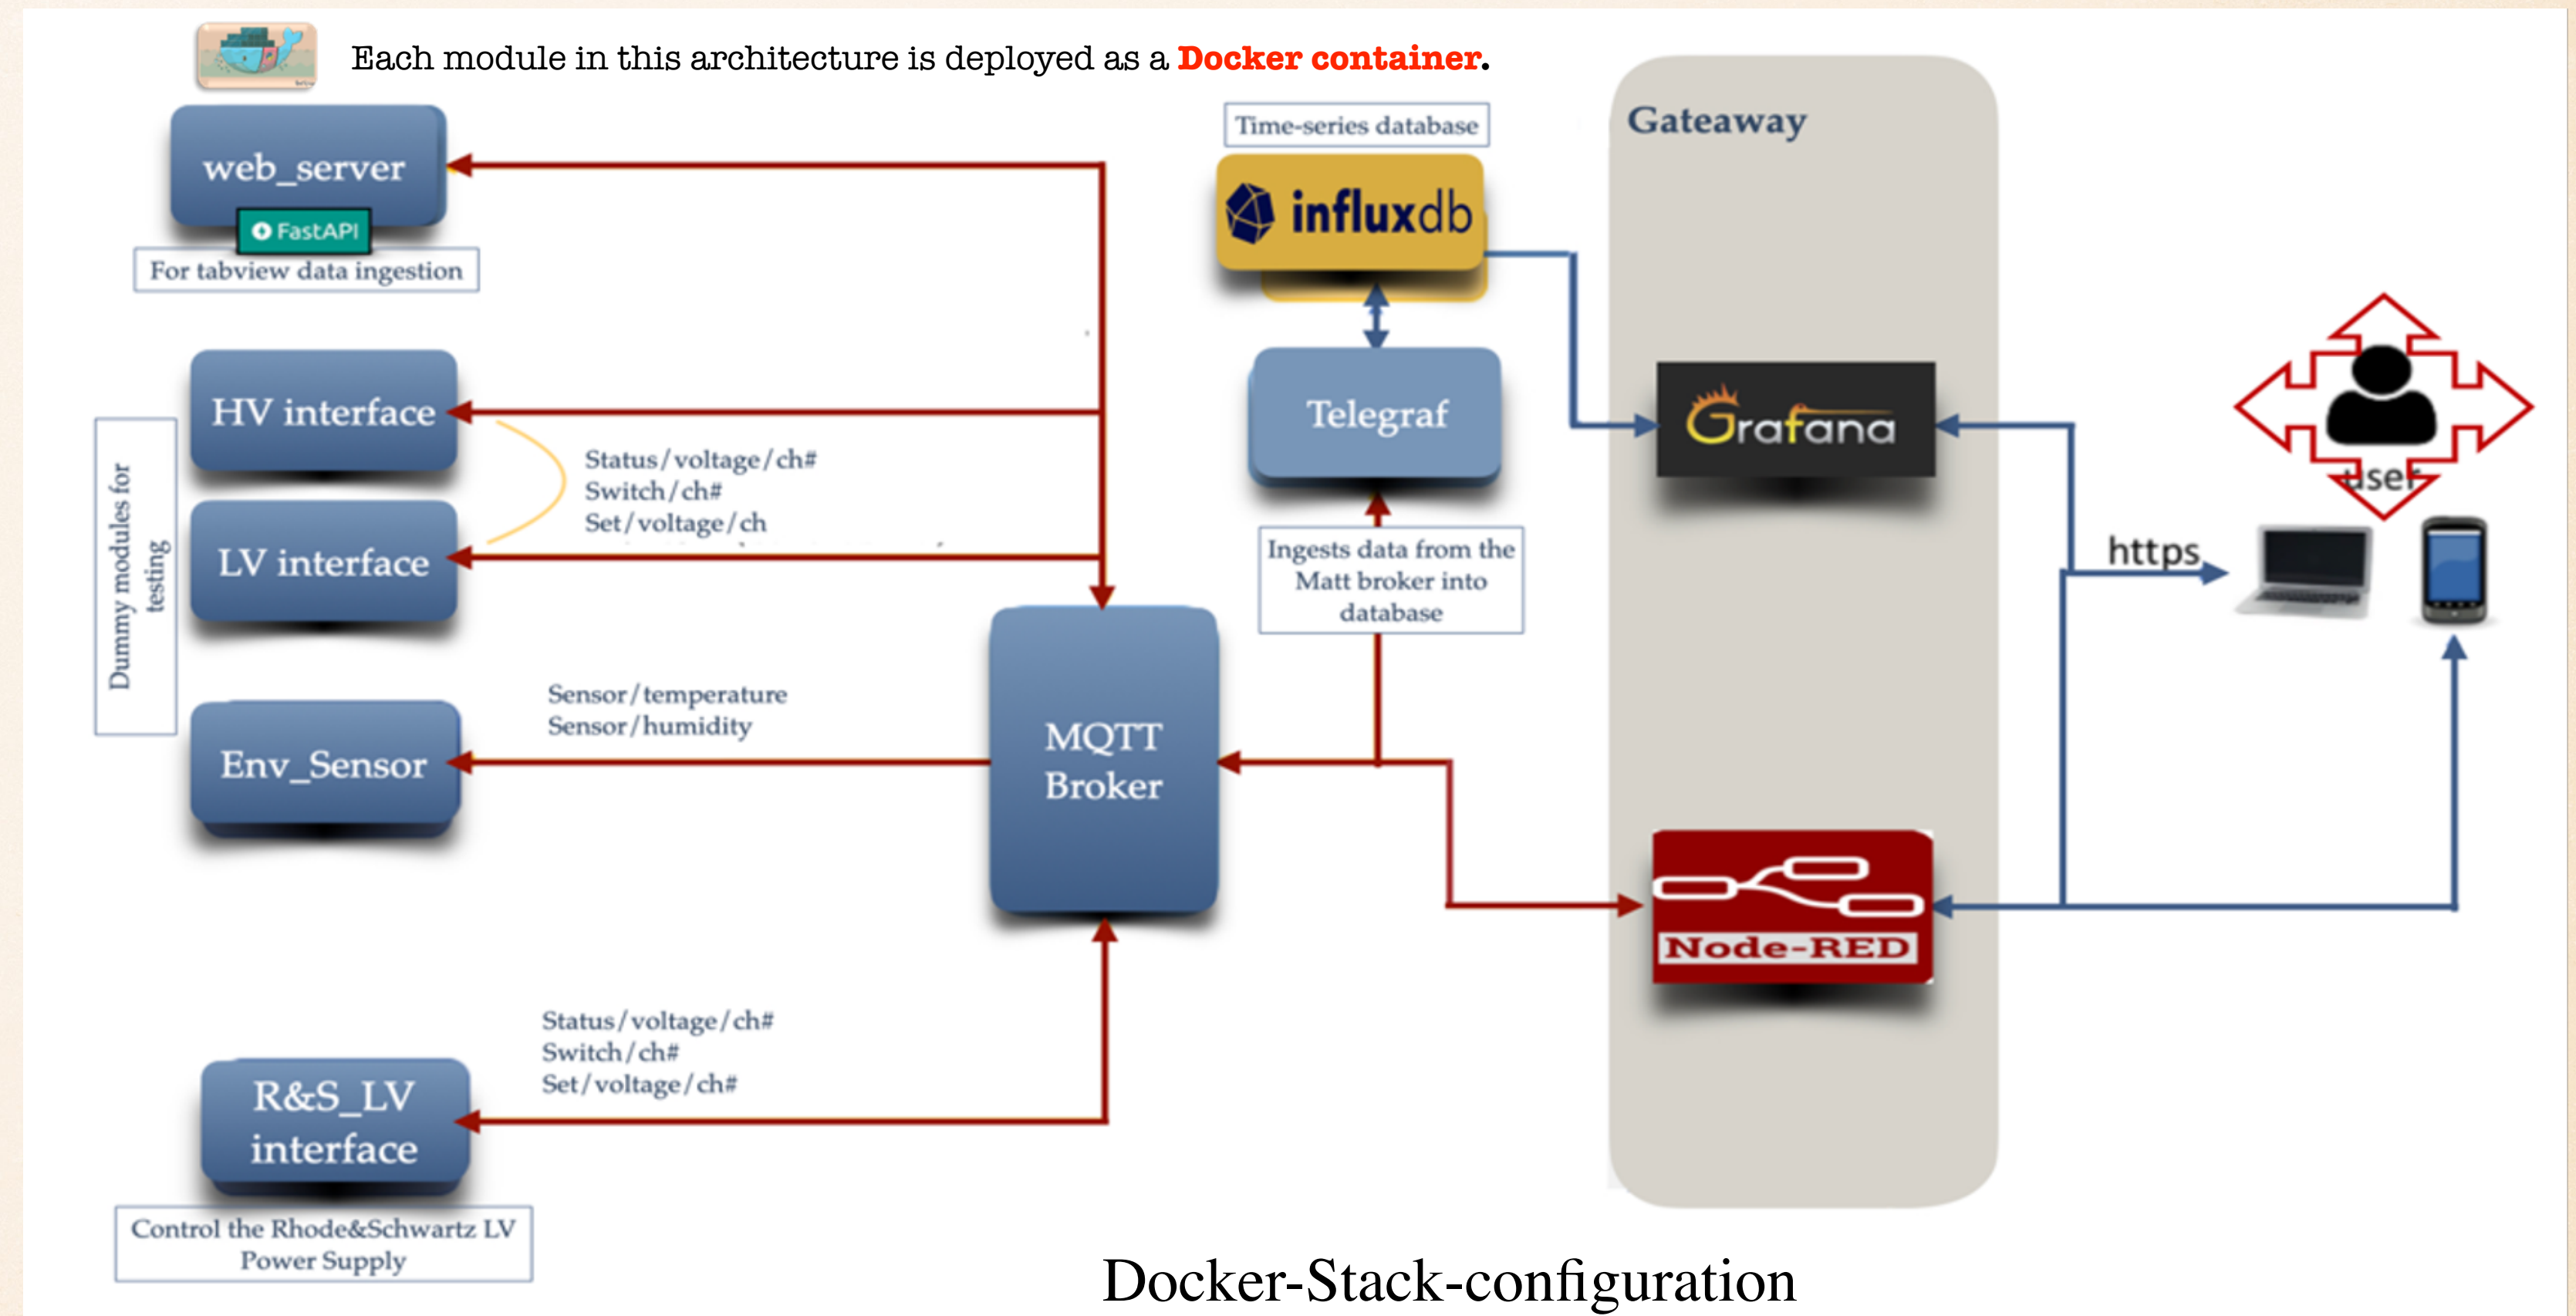 Each module in this architecture is deployed as a Docker container.
web_server
FastAPI
For tabview data ingestion
HV interface
LV interface
Dummy modules for
testing
Status/voltage/ch#
Switch/ch#
Set/voltage/ch
Env_Sensor
Sensor/temperature
Sensor/humidity
R&S_LV
interface
Status/voltage/ch#
Switch/ch#
Set/voltage/ch#
Control the Rhode&Schwartz LV
Power Supply
MQTT
Broker
Time-series database
influxdb
Telegraf
Ingests data from the
Matt broker into
database
Gateaway
Grafana
Node-RED
https
user
Docker-Stack-configuration